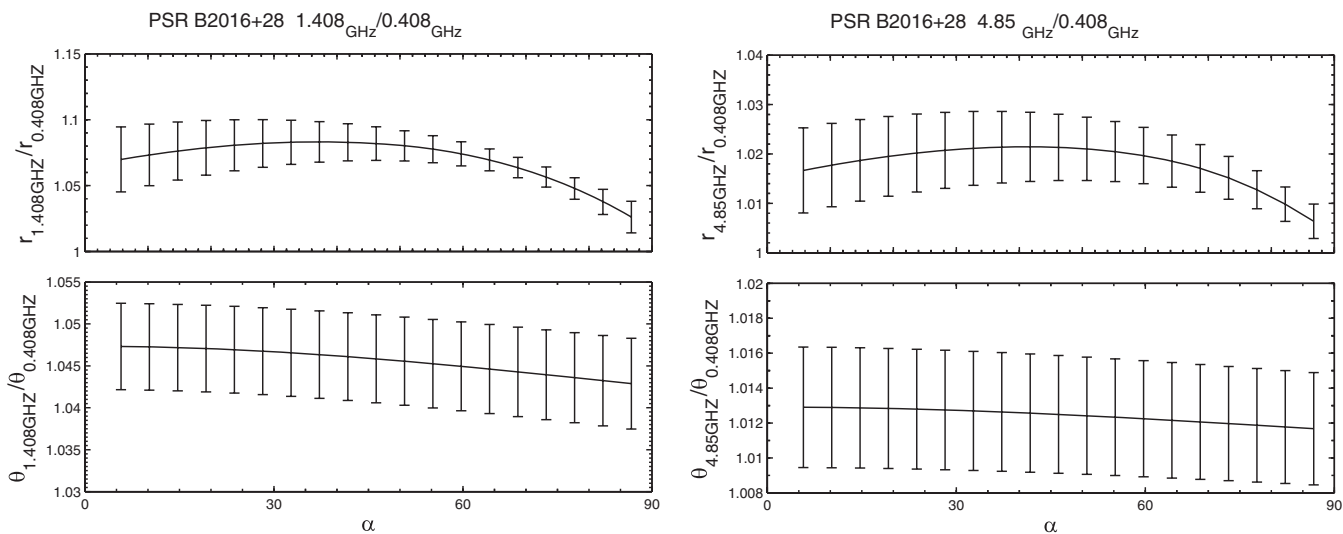 PSR B2016+28 1.408GHz/0.408GHz
r1.408GHZ/r0.408GHZ
1.15
1.1
1.05
1
θ1.408GHZ/θ0.408GHZ
1.055
1.05
1.045
1.04
1.035
1.03
0 30 60 90
α
PSR B2016+28 4.85 GHz/0.408GHz
r4.85GHZ/r0.408GHZ
1.04
1.03
1.02
1.01
1
θ4.85GHZ/θ0.408GHZ
1.02
1.018
1.016
1.014
1.012
1.01
1.008
0 30 60 90
α